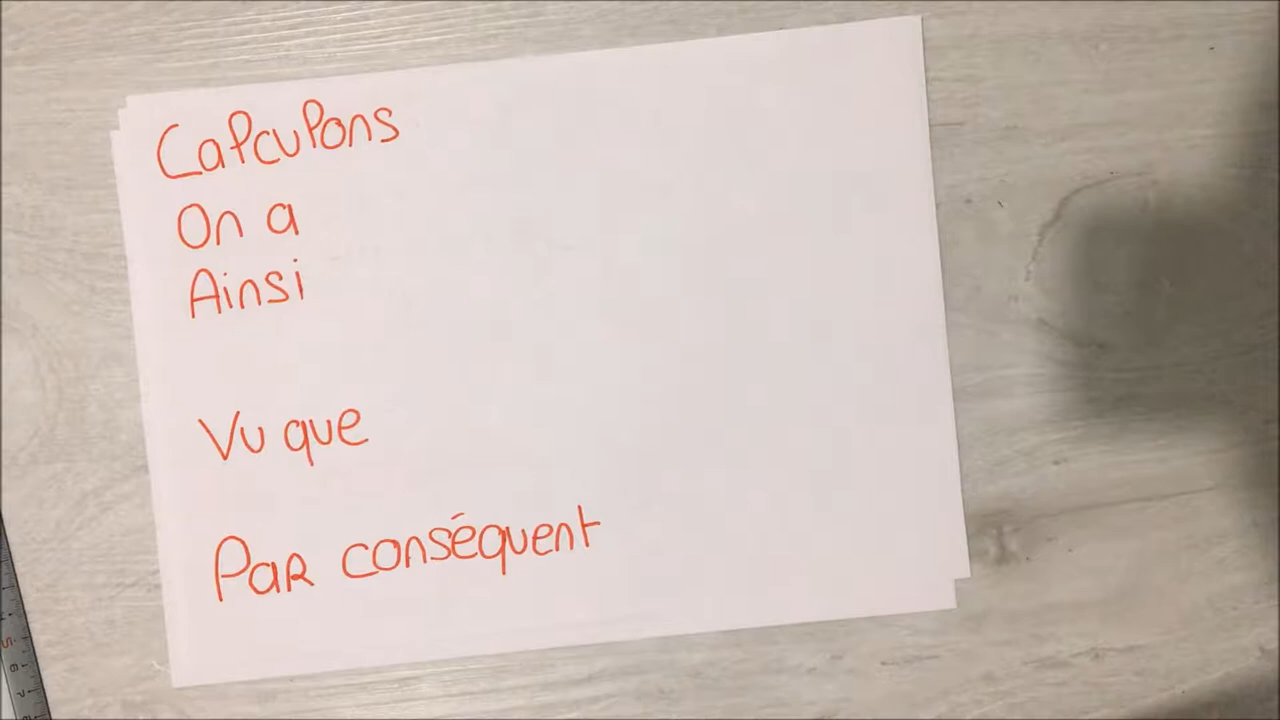 Calculons
On a
Ainsi
Vu que
Par conséquent